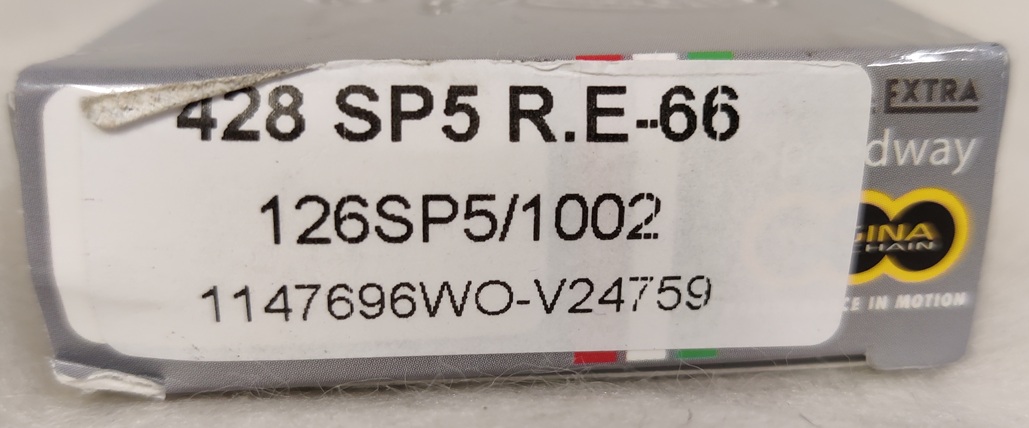 428 SP5 R.E-66
126SP5/1002
1147696WO-V24759
EXTRA
dway
GINA
CHAIN
CE IN MOTION